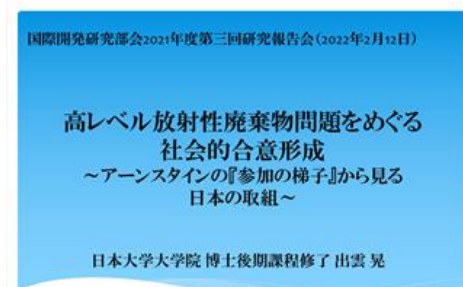 国際開発研究部会2021年度第三回研究報告会（2022年2月12日）
高レベル放射性廃棄物問題をめぐる
社会的合意形成
～アーンスタインの『参加の梯子』から見る
日本の取組～
日本大学大学院 博士後期課程修了 出雲 晃